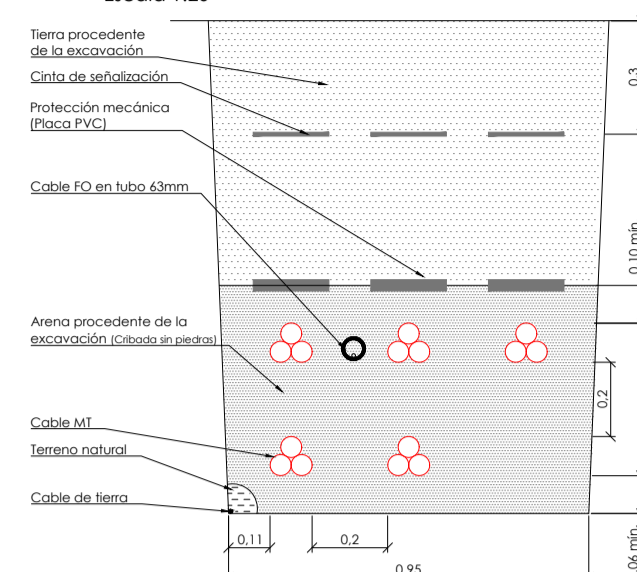 Tierra procedente
de la excavación
Cinta de señalización
Protección mecánica
(Placa PVC)
Cable FO en tubo 63mm
Arena procedente de la
excavación (Cribada sin piedras)
Cable MT
Terreno natural
Cable de tierra
0,3
0,10 mín.
0,2
0,11
0,2
0,95